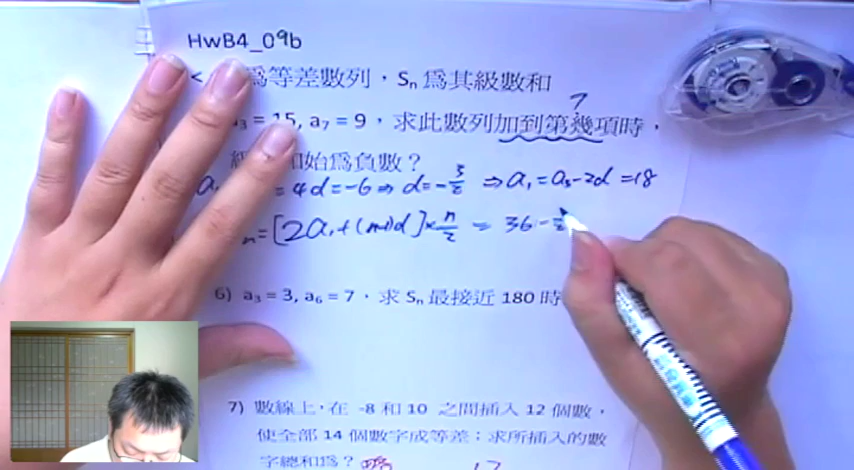 HwB4_09b
為等差數列，Sn 為其級數和
?
= 15, a7 = 9，求此數列加到第幾項時，
和始為負數？
= 4d = -6 ⇒ d = -3/2 ⇒ a1 = a3 - 2d = 18
n = [2a1 + (n-1)d] × n/2 = 36 -
6) a3 = 3, a6 = 7，求 Sn 最接近 180 時
7) 數線上，在 -8 和 10 之間插入 12 個數，
使全部 14 個數字成等差；求所插入的數
字總和為？